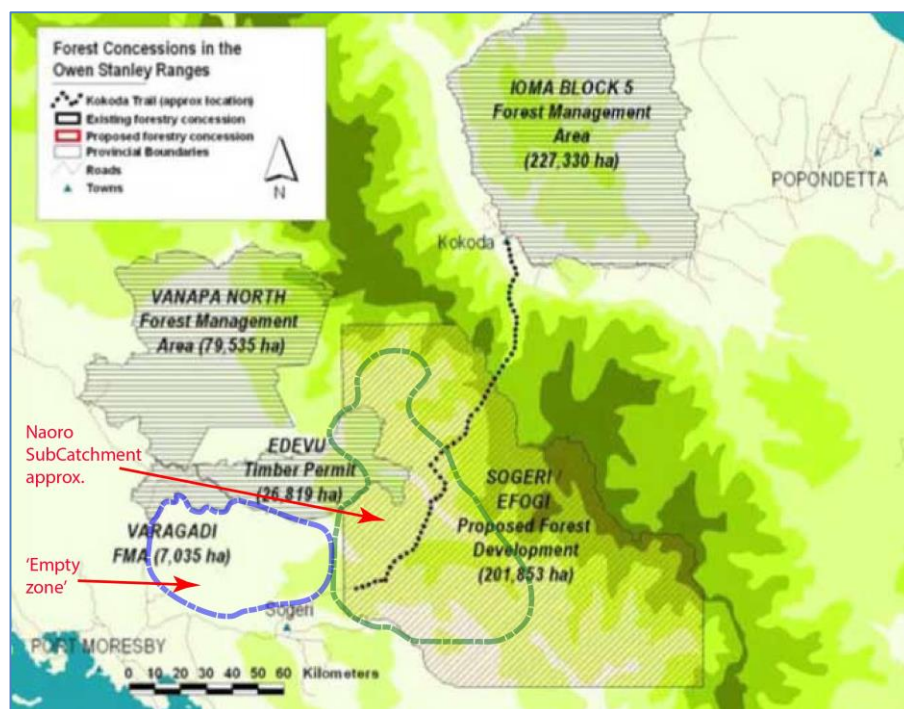 Forest Concessions in the
Owen Stanley Ranges
Kokoda Trail (approx location)
Existing forestry concession
Proposed forestry concession
Provincial Boundaries
Roads
Towns
N
IOMA BLOCK 5
Forest Management
Area
(227,330 ha)
POPONDETTA
Kokoda
VANAPA NORTH
Forest Management
Area (79,535 ha)
Naoro
SubCatchment
approx.
EDEVU
Timber Permit
(26,819 ha)
SOGERI /
EFOGI
Proposed Forest
Development
(201,853 ha)
VARAGADI
FMA (7,035 ha)
'Empty
zone'
Sogeri
PORT MORESBY
0 10 20 30 40 50 60 Kilometers